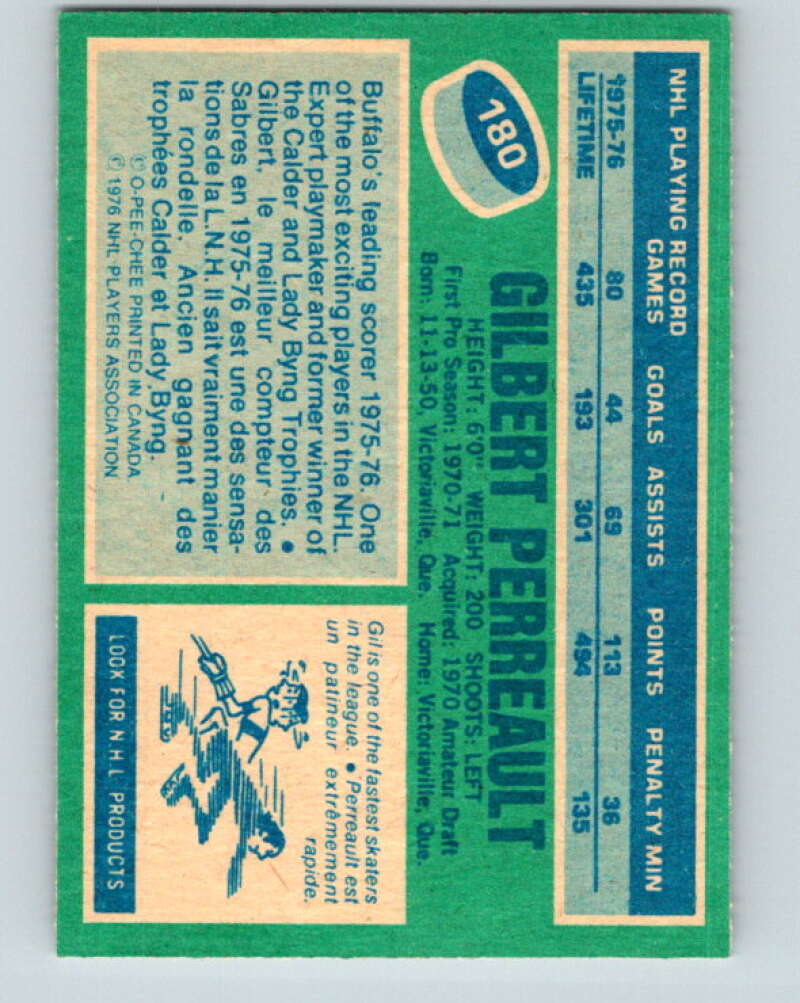 NHL PLAYING RECORD
GAMES GOALS ASSISTS POINTS PENALTY MIN
1975-76 80 44 69 113 36
LIFETIME 435 193 301 494 135
180
GILBERT PERREAULT
HEIGHT: 6'0" WEIGHT: 200 SHOOTS: LEFT
First Pro Season: 1970-71 Acquired: 1970 Amateur Draft
Born: 11-13-50, Victoriaville, Que. Home: Victoriaville, Que.
Buffalo's leading scorer 1975-76. One
of the most exciting players in the NHL.
Expert playmaker and former winner of
the Calder and Lady Byng Trophies. •
Gilbert, le meilleur compteur des
Sabres en 1975-76 est une des sensa-
tions de la L.N.H. Il sait vraiment manier
la rondelle. Ancien gagnant des
trophées Calder et Lady Byng.
© O-PEE-CHEE PRINTED IN CANADA
© 1976 NHL PLAYERS ASSOCIATION
Gil is one of the fastest skaters
in the league. • Perreault est
un patineur extrêmement
rapide.
LOOK FOR N.H.L PRODUCTS